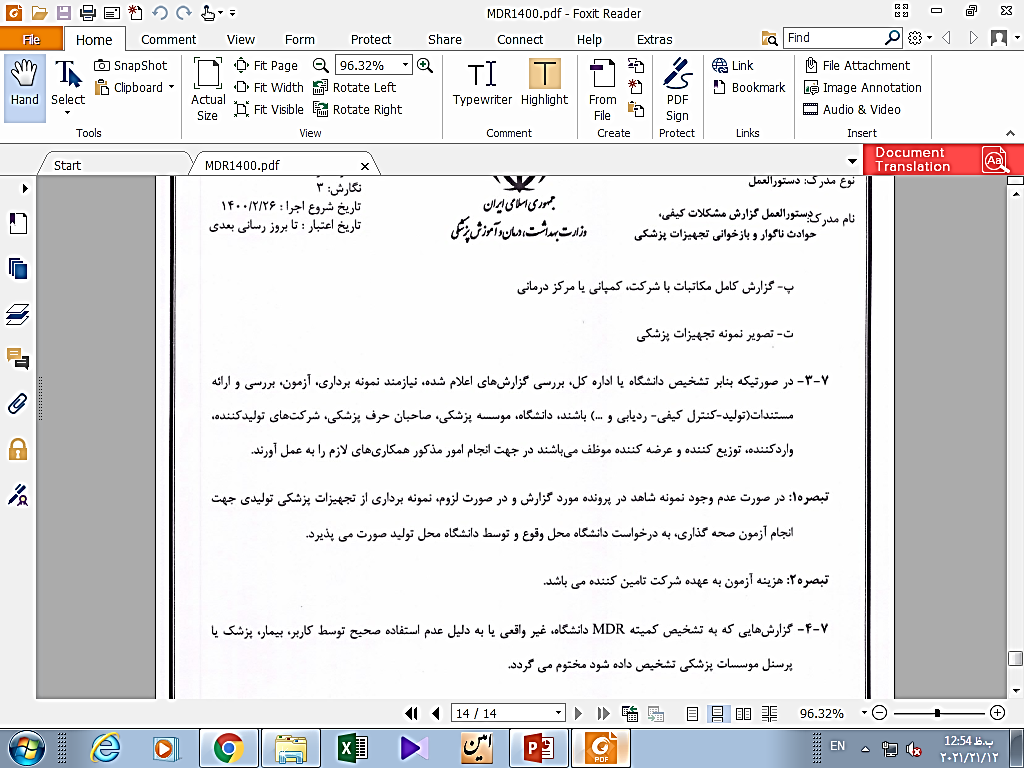 MDR1400.pdf - Foxit Reader
File Home Comment View Form Protect Share Connect Help Extras Find
Hand
Select
SnapShot
Clipboard
Tools
Actual Size
Fit Page
Fit Width
Fit Visible
96.32%
Rotate Left
Rotate Right
View
Typewriter
Highlight
Comment
From File
Create
PDF Sign
Protect
Link
Bookmark
Links
File Attachment
Image Annotation
Audio & Video
Insert
Start
MDR1400.pdf
Document Translation
نوع مدرک: دستورالعمل
نام مدرک: دستورالعمل گزارش مشکلات کیفی،
حوادث ناگوار و بازخوانی تجهیزات پزشکی
جمهوری اسلامی ایران
وزارت بهداشت، درمان و آموزش پزشکی
نگارش: ۳
تاریخ شروع اجرا : ۱۴۰۰/۲/۲۶
تاریخ اعتبار : تا بروز رسانی بعدی
پ- گزارش کامل مکاتبات با شرکت، کمپانی یا مرکز درمانی
ت- تصویر نمونه تجهیزات پزشکی
۳-۷- در صورتیکه بنابر تشخیص دانشگاه یا اداره کل، بررسی گزارش‌های اعلام شده، نیازمند نمونه برداری، آزمون، بررسی و ارائه
مستندات(تولید-کنترل کیفی- ردیابی و ...) باشند، دانشگاه، موسسه پزشکی، صاحبان حرف پزشکی، شرکت‌های تولیدکننده،
واردکننده، توزیع کننده و عرضه کننده موظف می‌باشند در جهت انجام امور مذکور همکاری‌های لازم را به عمل آورند.
تبصره۱: در صورت عدم وجود نمونه شاهد در پرونده مورد گزارش و در صورت لزوم، نمونه برداری از تجهیزات پزشکی تولیدی جهت
انجام آزمون صحه گذاری، به درخواست دانشگاه محل وقوع و توسط دانشگاه محل تولید صورت می پذیرد.
تبصره۲: هزینه آزمون به عهده شرکت تامین کننده می باشد.
۴-۷- گزارش‌هایی که به تشخیص کمیته MDR دانشگاه، غیر واقعی یا به دلیل عدم استفاده صحیح توسط کاربر، بیمار، پزشک یا
پرسنل موسسات پزشکی تشخیص داده شود مختوم می گردد.
14 / 14
96.32%
امین
EN
12:54 ب.ظ
۲۰۲۱/۲۱/۱۲